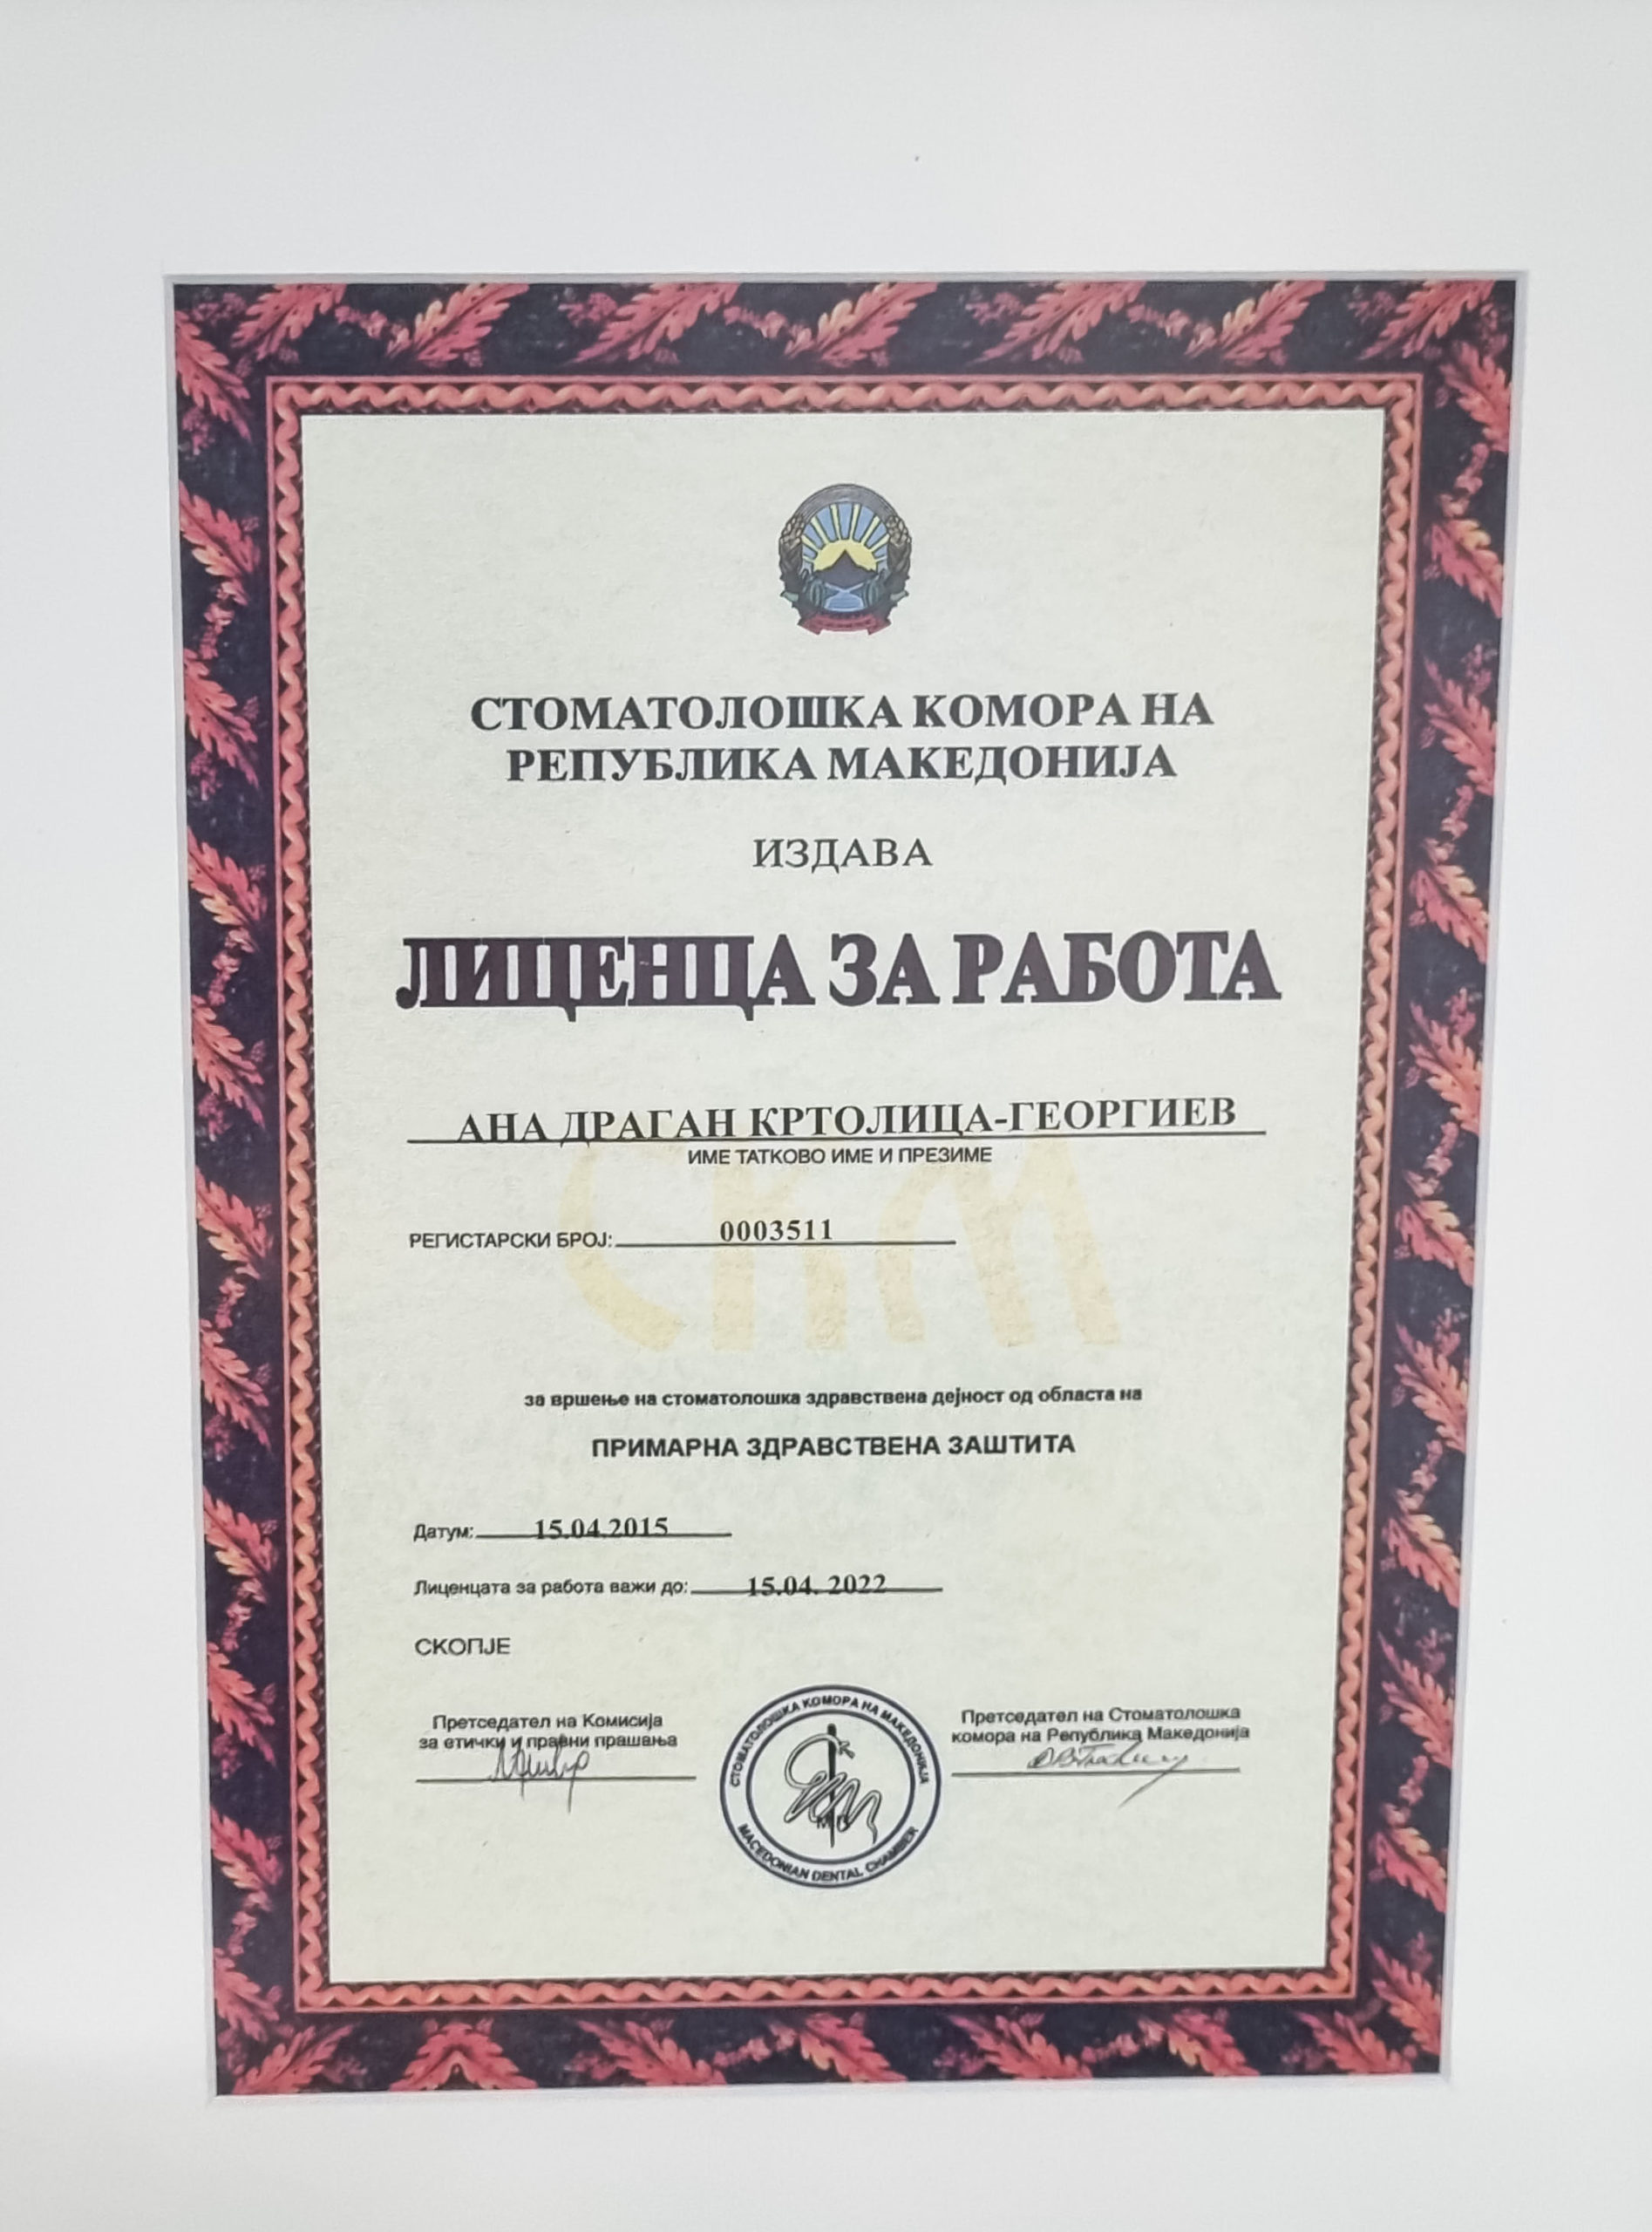 СТОМАТОЛОШКА КОМОРА НА
РЕПУБЛИКА МАКЕДОНИЈА
ИЗДАВА
ЛИЦЕНЦА ЗА РАБОТА
АНА ДРАГАН КРТОЛИЦА-ГЕОРГИЕВ
ИМЕ ТАТКОВО ИМЕ И ПРЕЗИМЕ
СКМ
РЕГИСТАРСКИ БРОЈ: 0003511
за вршење на стоматолошка здравствена дејност од областа на
ПРИМАРНА ЗДРАВСТВЕНА ЗАШТИТА
Датум: 15.04.2015
Лиценцата за работа важи до: 15.04. 2022
СКОПЈЕ
Претседател на Комисија
за етички и правни прашања
СТОМАТОЛОШКА КОМОРА НА МАКЕДОНИЈА
MACEDONIAN DENTAL CHAMBER
Претседател на Стоматолошка
комора на Република Македонија